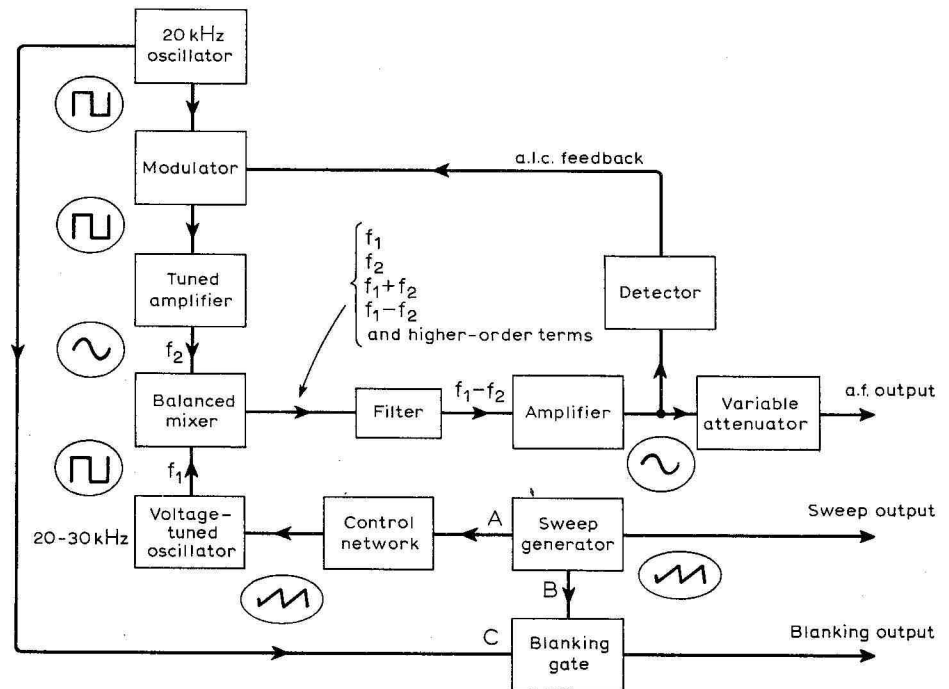 20 kHz
oscillator
Modulator
a.l.c. feedback
Tuned
amplifier
f₁
f₂
f₁+f₂
f₁–f₂
and higher-order terms
Detector
f₂
Balanced
mixer
Filter
f₁–f₂
Amplifier
Variable
attenuator
a.f. output
f₁
20-30 kHz
Voltage-
tuned
oscillator
Control
network
A
Sweep
generator
Sweep output
B
C
Blanking
gate
Blanking output